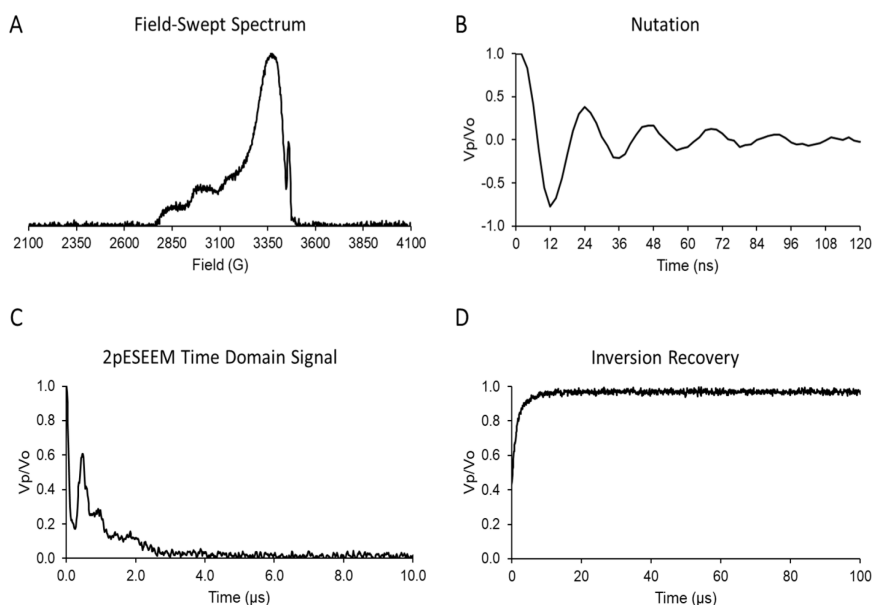 A
Field-Swept Spectrum
2100 2350 2600 2850 3100 3350 3600 3850 4100
Field (G)
B
Nutation
Vp/Vo
1.0
0.5
0.0
-0.5
-1.0
0 12 24 36 48 60 72 84 96 108 120
Time (ns)
C
2pESEEM Time Domain Signal
Vp/Vo
1.0
0.8
0.6
0.4
0.2
0.0
0.0 2.0 4.0 6.0 8.0 10.0
Time (µs)
D
Inversion Recovery
Vp/Vo
1.0
0.8
0.6
0.4
0.2
0.0
0 20 40 60 80 100
Time (µs)